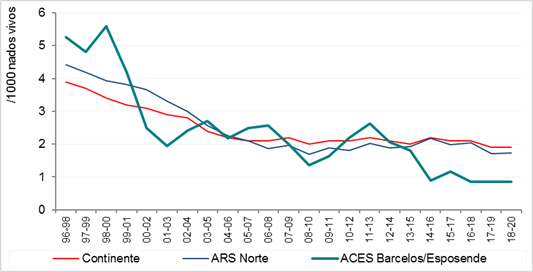 /1000 nados vivos
6
5
4
3
2
1
0
96-98 97-99 98-00 99-01 00-02 01-03 02-04 03-05 04-06 05-07 06-08 07-09 08-10 09-11 10-12 11-13 12-14 13-15 14-16 15-17 16-18 17-19 18-20
Continente ARS Norte ACES Barcelos/Esposende